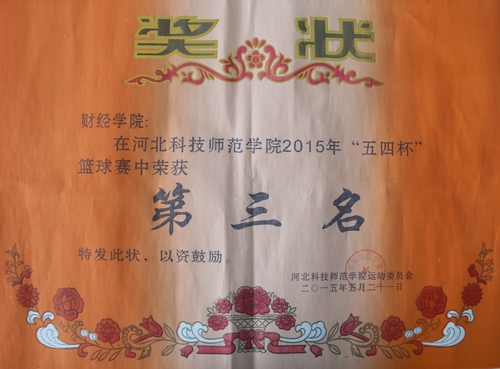 奖状
财经学院:
在河北科技师范学院2015年“五四杯”
篮球赛中荣获
第三名
特发此状，以资鼓励。
河北科技师范学院运动委员会
二〇一五年五月二十一日